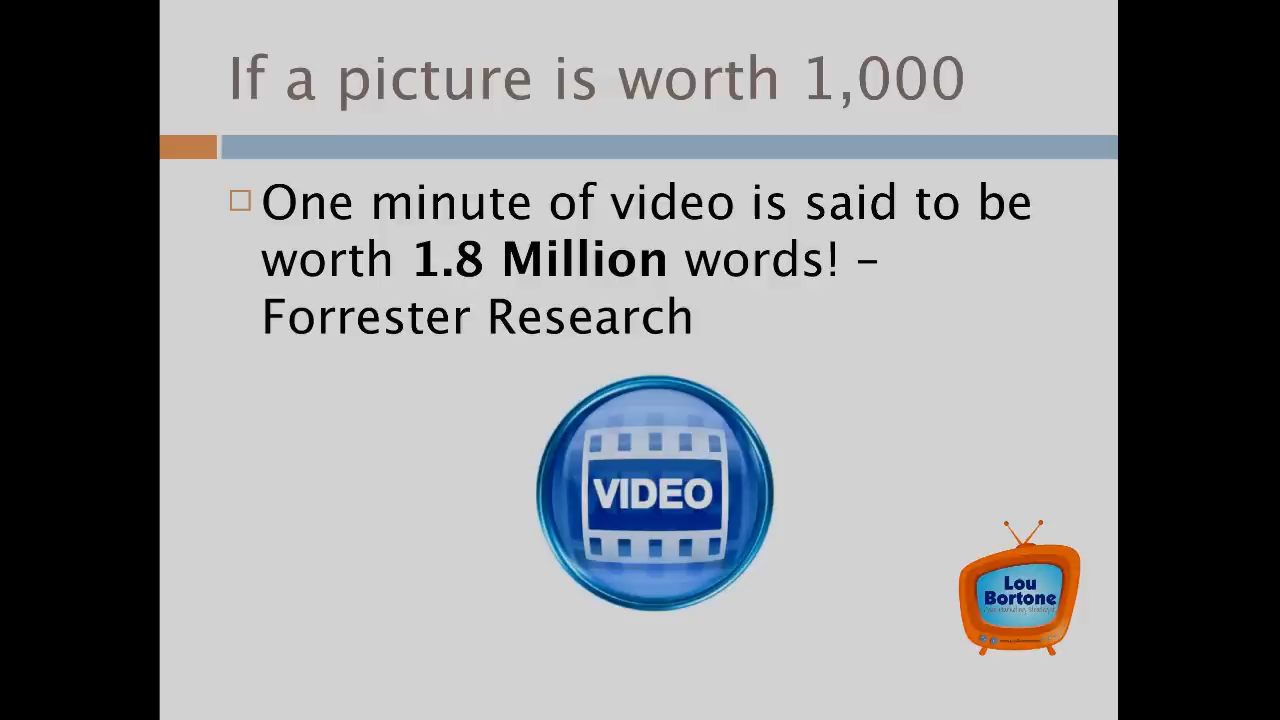 If a picture is worth 1,000
One minute of video is said to be
worth 1.8 Million words! –
Forrester Research
VIDEO
Lou
Bortone